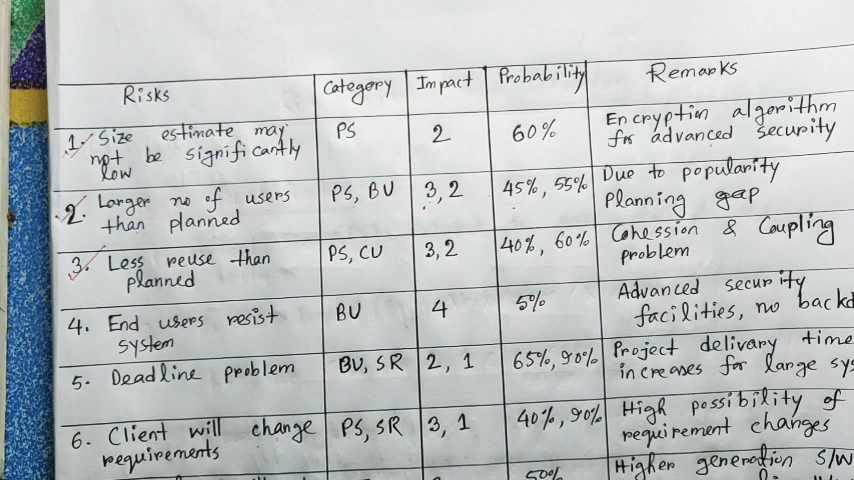 Risks Category Impact Probability Remarks
1. Size estimate may PS 2 60% Encryption algorithm
not be significantly for advanced security
low
2. Larger no of users PS, BU 3, 2 45%, 55% Due to popularity
than planned Planning gap
3. Less reuse than PS, CU 3, 2 40%, 60% Cohession & Coupling
planned problem
4. End users resist BU 4 5% Advanced security
system facilities, no backd
5. Deadline problem BU, SR 2, 1 65%, 90% Project delivary time
increases for large sys
6. Client will change PS, SR 3, 1 40%, 90% High possibility of
requirements requirement changes
50% Higher generation S/W